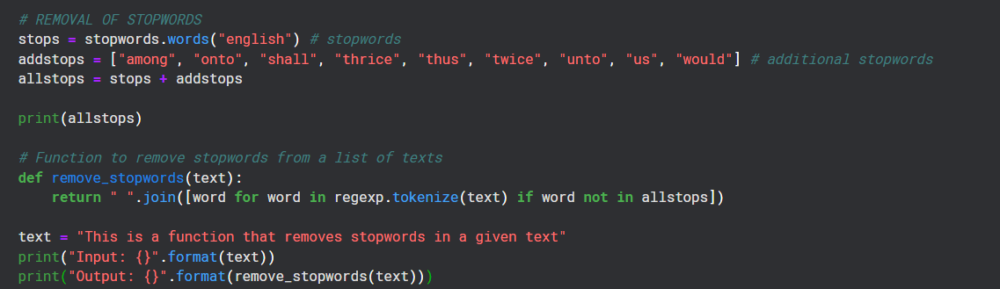 # REMOVAL OF STOPWORDS
stops = stopwords.words("english") # stopwords
addstops = ["among", "onto", "shall", "thrice", "thus", "twice", "unto", "us", "would"] # additional stopwords
allstops = stops + addstops
print(allstops)
# Function to remove stopwords from a list of texts
def remove_stopwords(text):
    return " ".join([word for word in regexp.tokenize(text) if word not in allstops])
text = "This is a function that removes stopwords in a given text"
print("Input: {}".format(text))
print("Output: {}".format(remove_stopwords(text)))